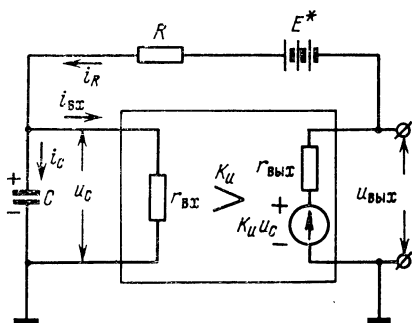 R
E*
i_R
i_вх
+
i_C
−
C
u_C
r_вх
K_u
r_вых
+
K_u u_C
−
u_вых